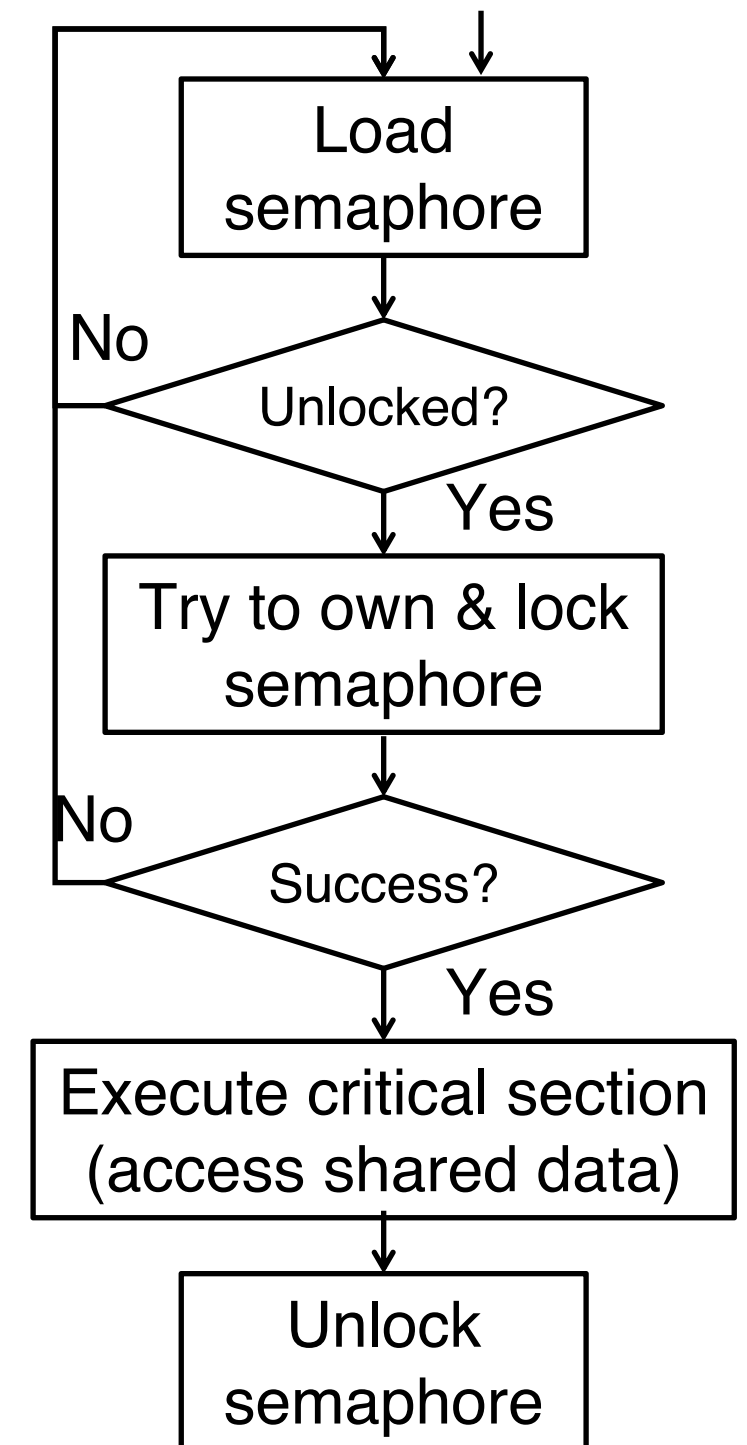 Load
semaphore
No
Unlocked?
Yes
Try to own & lock
semaphore
No
Success?
Yes
Execute critical section
(access shared data)
Unlock
semaphore